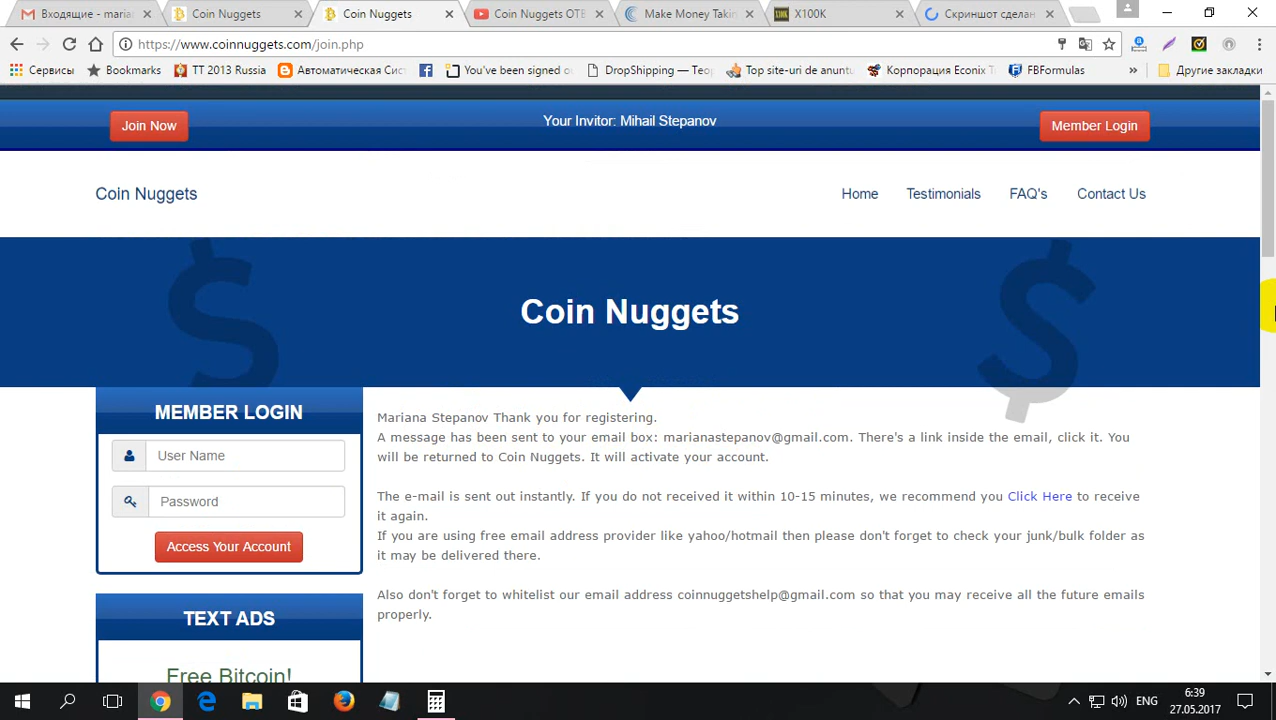 Входящие - maria
Coin Nuggets
Coin Nuggets
Coin Nuggets ОТЕ
Make Money Takin
X100K
Скриншот сделан
https://www.coinnuggets.com/join.php
Сервисы
Bookmarks
TT 2013 Russia
Автоматическая Сис
You've been signed o
DropShipping — Теор
Top site-uri de anuntu
Корпорация Econix T
FBFormulas
»
Другие закладки
Join Now
Your Invitor: Mihail Stepanov
Member Login
Coin Nuggets
Home
Testimonials
FAQ's
Contact Us
Coin Nuggets
MEMBER LOGIN
User Name
Password
Access Your Account
TEXT ADS
Free Bitcoin!
Mariana Stepanov Thank you for registering.
A message has been sent to your email box: marianastepanov@gmail.com. There's a link inside the email, click it. You
will be returned to Coin Nuggets. It will activate your account.
The e-mail is sent out instantly. If you do not received it within 10-15 minutes, we recommend you Click Here to receive
it again.
If you are using free email address provider like yahoo/hotmail then please don't forget to check your junk/bulk folder as
it may be delivered there.
Also don't forget to whitelist our email address coinnuggetshelp@gmail.com so that you may receive all the future emails
properly.
ENG
6:39
27.05.2017